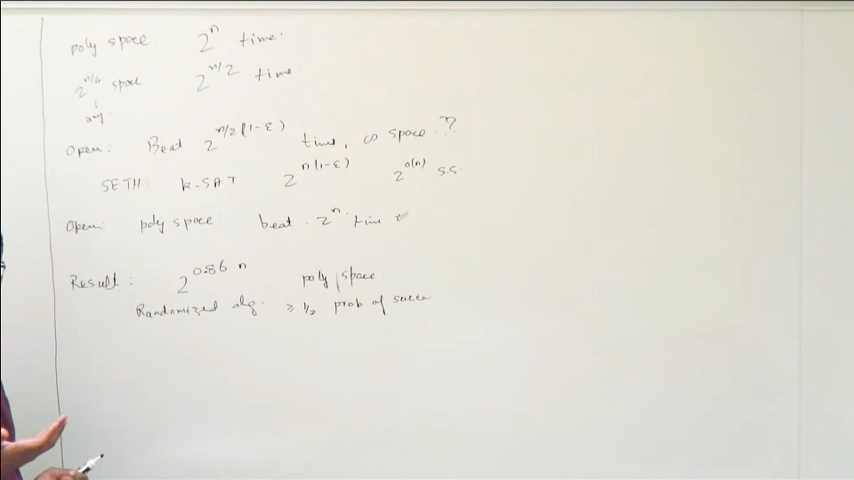 poly space 2^n time.
2^{n/4} space 2^{n/2} time
Open: Beat 2^{n/2(1-ε)} time, ∞ space. ?
SETH: k-SAT 2^{n(1-ε)} 2^{o(n)} S.S.
Open: poly space beat 2^n time
Result: 2^{0.86 n} poly space
Randomized alg. ≥ 1/2 prob of succ